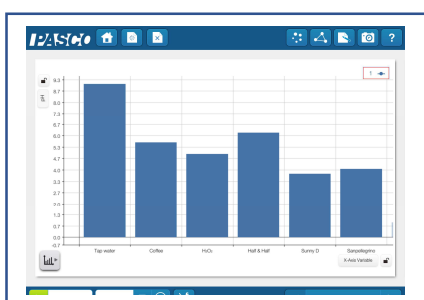 PASCO
?
1
9.3
8.7
8.0
7.3
6.7
6.0
5.3
4.7
4.0
3.3
2.7
2.0
1.3
0.7
0.0
-0.7
pH
Tap water
Coffee
H₂O₂
Half & Half
Sunny D
Sanpellegrino
X-Axis Variable